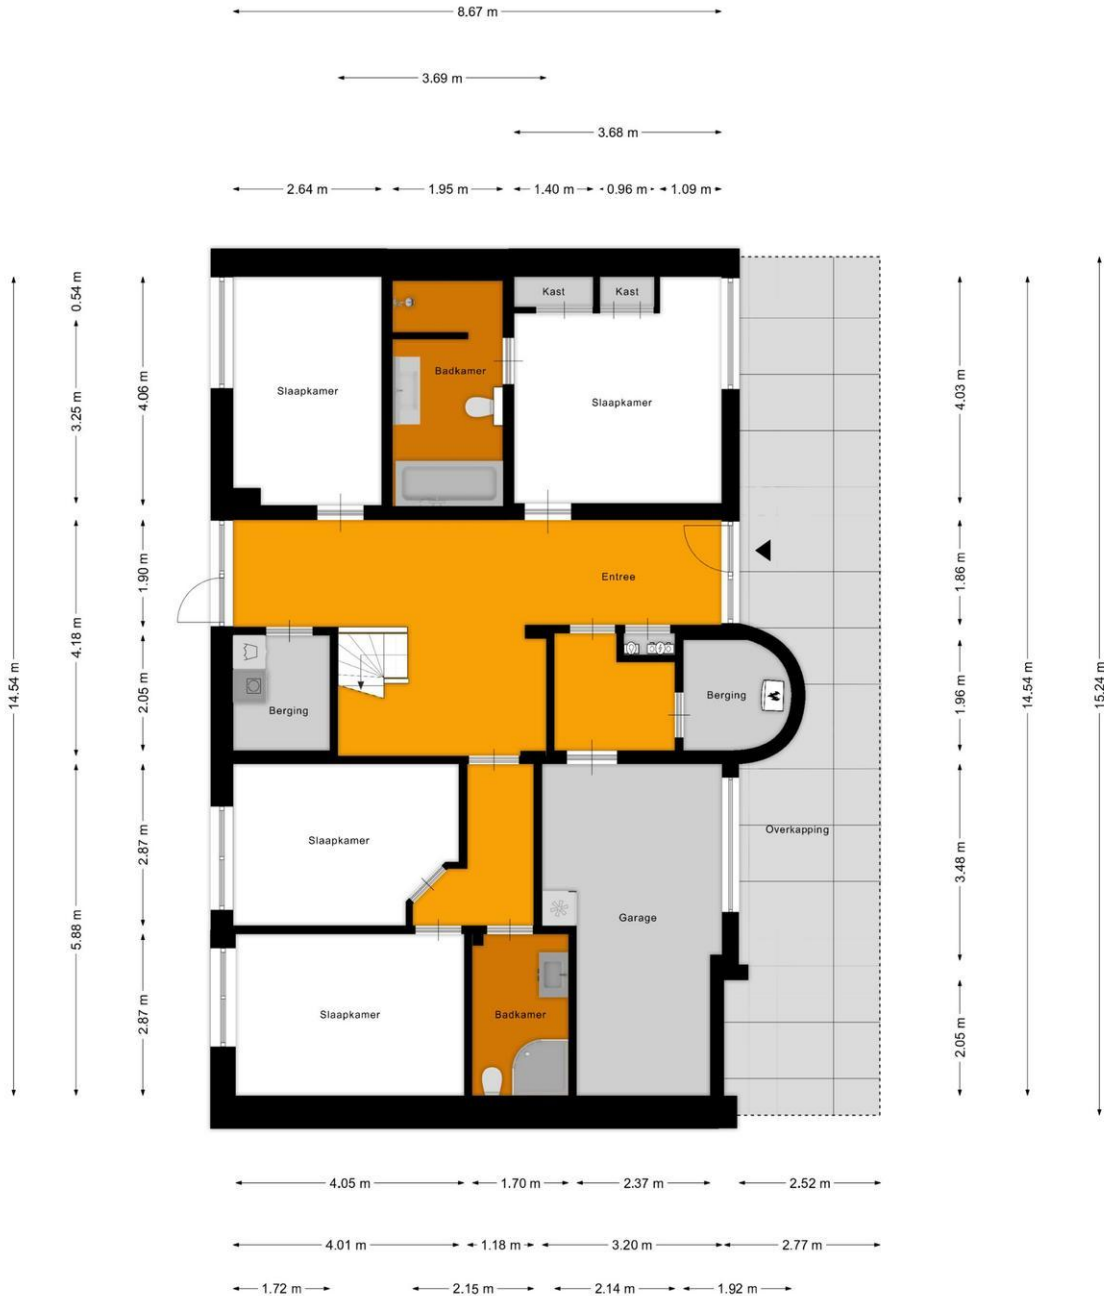 8.67 m
3.69 m
3.68 m
2.64 m
1.95 m
1.40 m
0.96 m
1.09 m
Kast
Kast
Slaapkamer
Badkamer
Slaapkamer
Entree
Berging
Berging
Slaapkamer
Overkapping
Garage
Slaapkamer
Badkamer
14.54 m
0.54 m
3.25 m
4.18 m
5.88 m
4.06 m
1.90 m
2.05 m
2.87 m
2.87 m
4.03 m
1.86 m
1.96 m
3.48 m
2.05 m
14.54 m
15.24 m
4.05 m
1.70 m
2.37 m
2.52 m
4.01 m
1.18 m
3.20 m
2.77 m
1.72 m
2.15 m
2.14 m
1.92 m